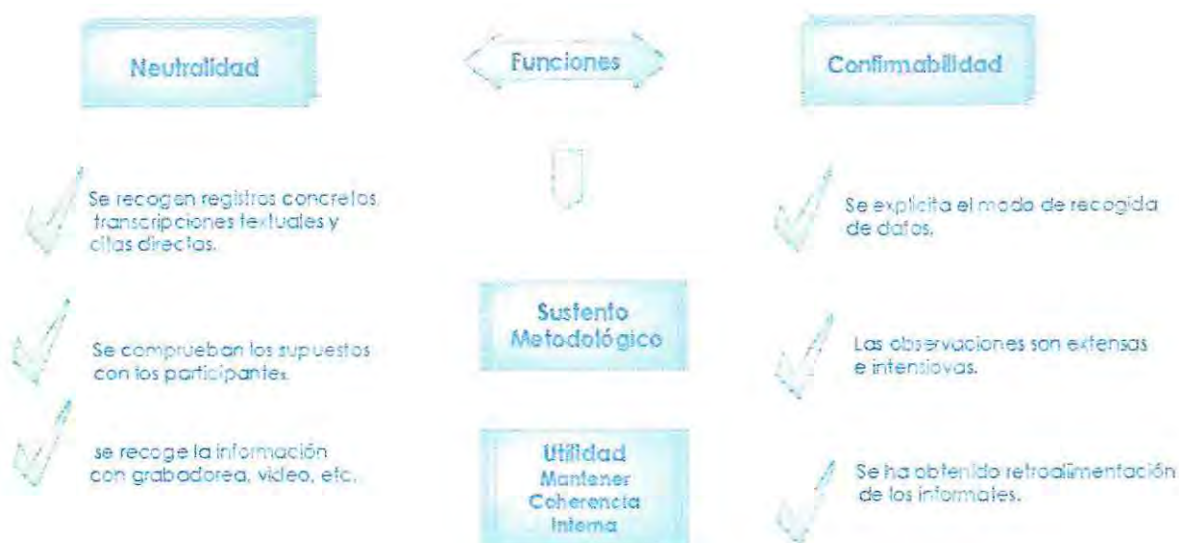 Neutralidad
Funciones
Confirmabilidad
Se recogen registros concretos,
transcripciones textuales y
citas directas.
Se explicita el modo de recogida
de datos.
Sustento
Metodológico
Se comprueban los supuestos
con los participantes.
Las observaciones son extensas
e intensiovas.
se recoge la información
con grabadorea, video, etc.
Utilidad
Mantener
Coherencia
Interna
Se ha obtenido retroalimentación
de los informales.